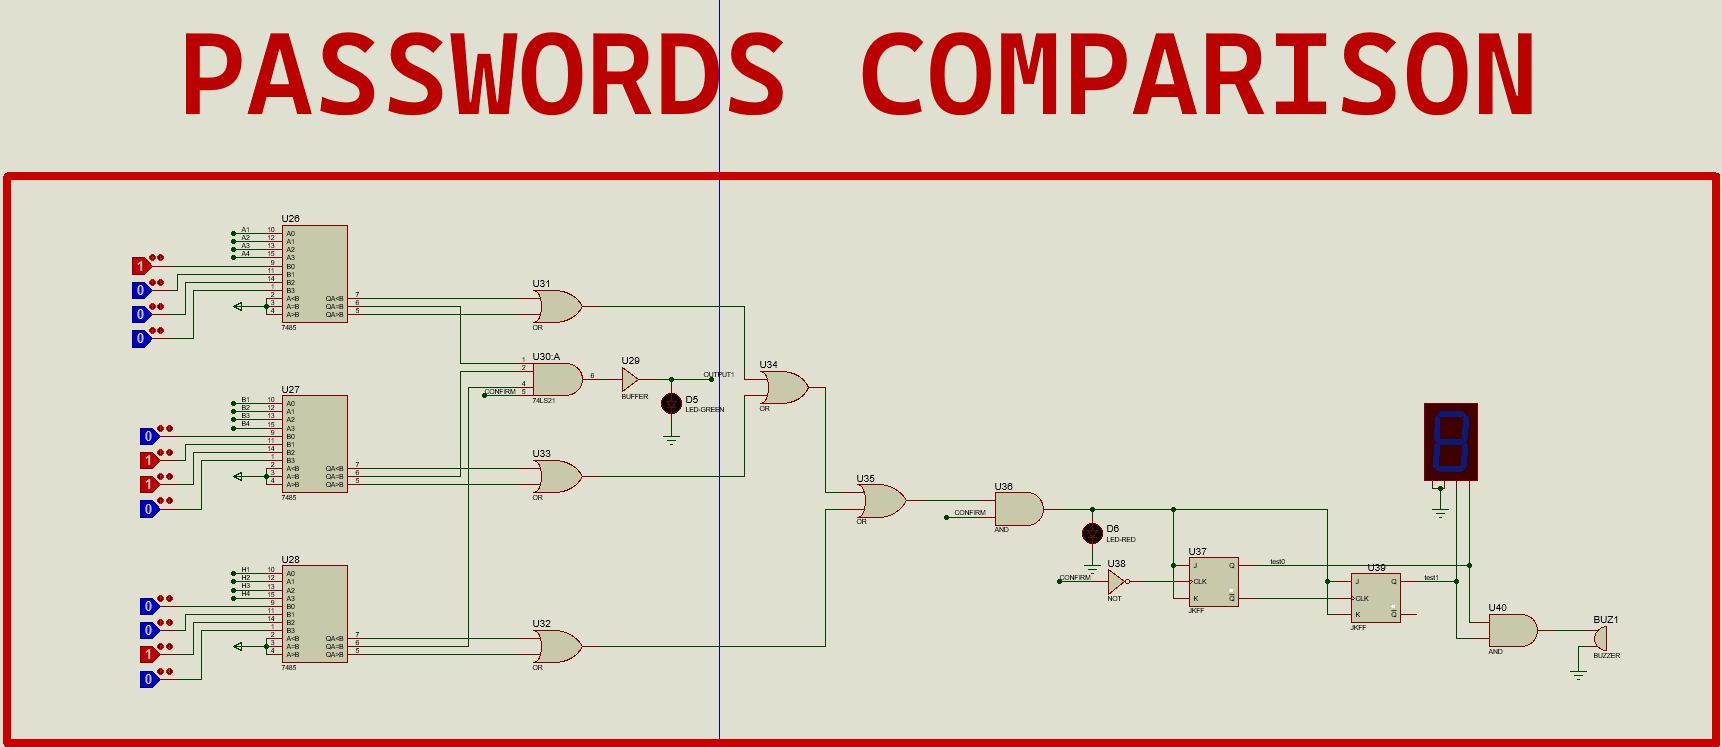 PASSWORDS COMPARISON
U26
A1 10 A0
A2 12 A1
A3 13 A2
A4 15 A3
9 B0
11 B1
14 B2
1 B3
2 A<B QA<B 7
3 A=B QA=B 6
4 A>B QA>B 5
7485
1
0
0
0
U31
OR
U30:A
1
2
4
5
6
CONFIRM
74LS21
U29
BUFFER
OUTPUT1
D5
LED-GREEN
U34
OR
U27
B1 10 A0
B2 12 A1
B3 13 A2
B4 15 A3
9 B0
11 B1
14 B2
1 B3
2 A<B QA<B 7
3 A=B QA=B 6
4 A>B QA>B 5
7485
0
1
1
0
U33
OR
U35
OR
U36
CONFIRM
AND
D6
LED-RED
U38
CONFIRM
NOT
U37
J Q
CLK
K Q
JKFF
test0
U39
J Q
CLK
K Q
JKFF
test1
U40
AND
BUZ1
BUZZER
U28
H1 10 A0
H2 12 A1
H3 13 A2
H4 15 A3
9 B0
11 B1
14 B2
1 B3
2 A<B QA<B 7
3 A=B QA=B 6
4 A>B QA>B 5
7485
0
0
1
0
U32
OR